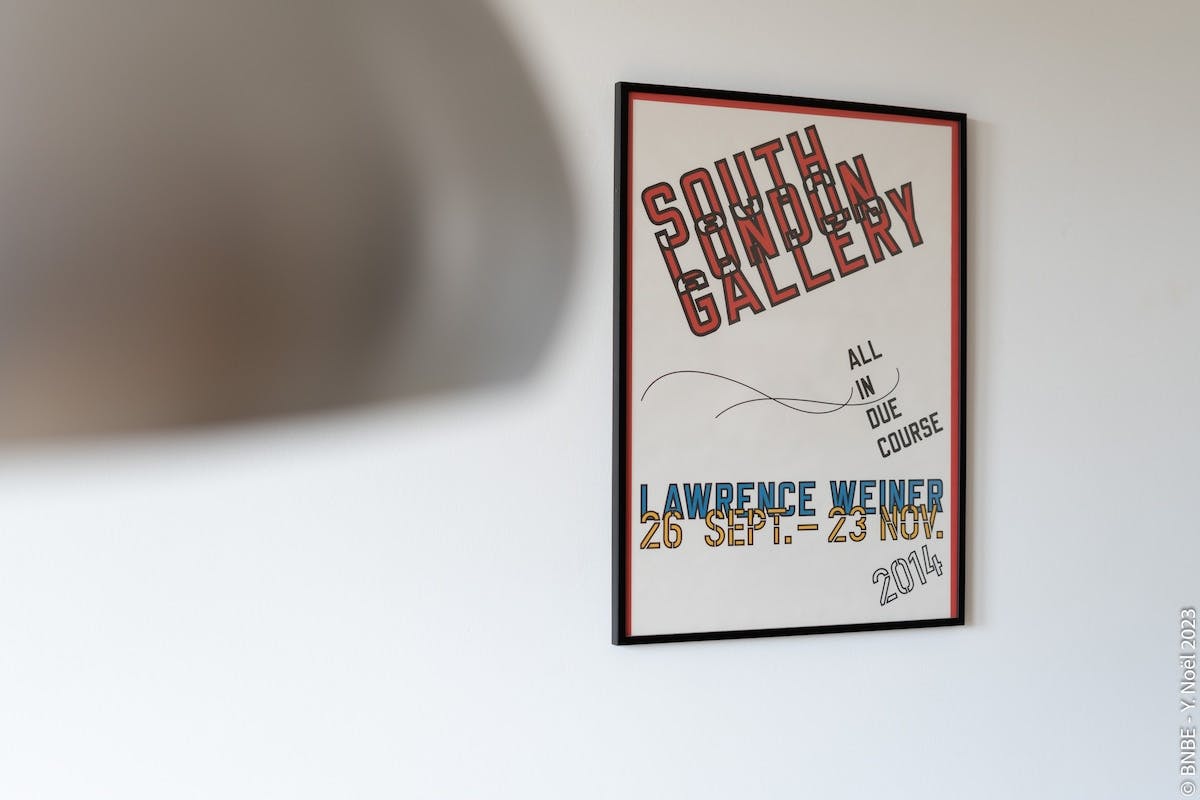 SOUTH
LONDON
GALLERY
ALL
IN
DUE
COURSE
LAWRENCE WEINER
26 SEPT. – 23 NOV.
2014
© BNBE - Y. Noël 2023